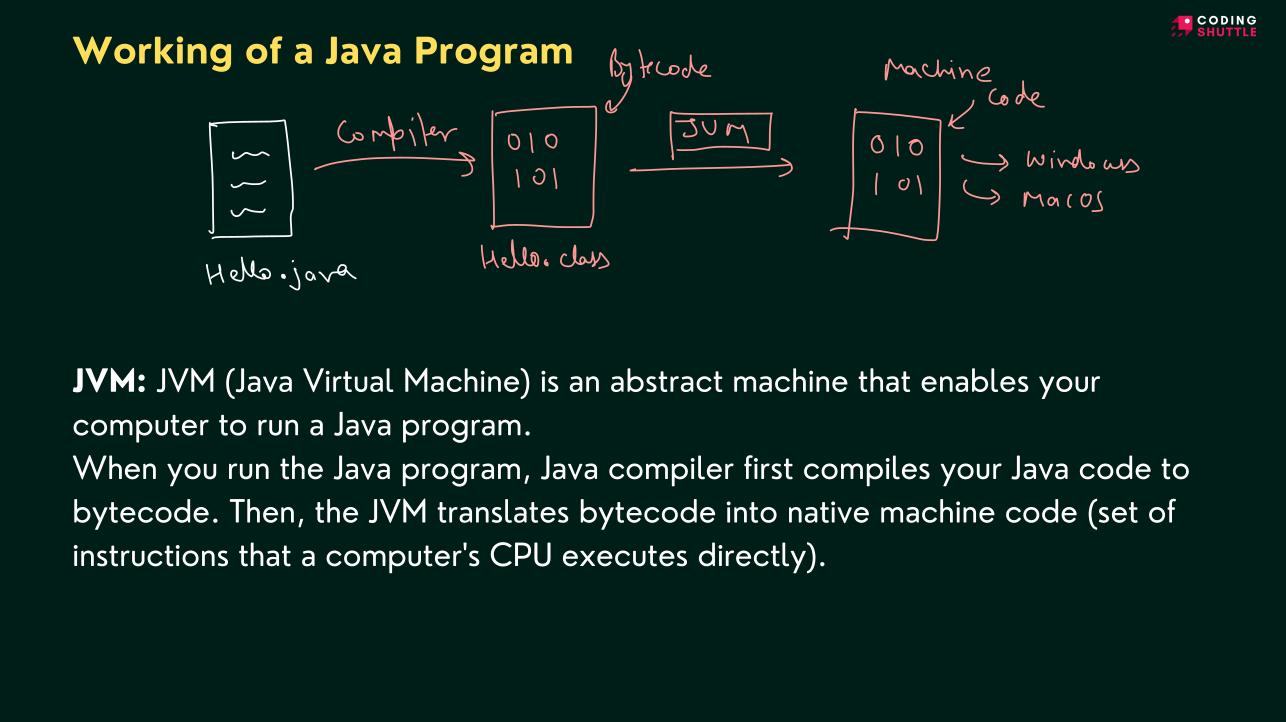 Working of a Java Program
CODING
SHUTTLE
Bytecode
Machine
code
Compiler
JVM
010
101
010
101
Windows
MacOS
Hello.java
Hello.class
JVM: JVM (Java Virtual Machine) is an abstract machine that enables your
computer to run a Java program.
When you run the Java program, Java compiler first compiles your Java code to
bytecode. Then, the JVM translates bytecode into native machine code (set of
instructions that a computer's CPU executes directly).